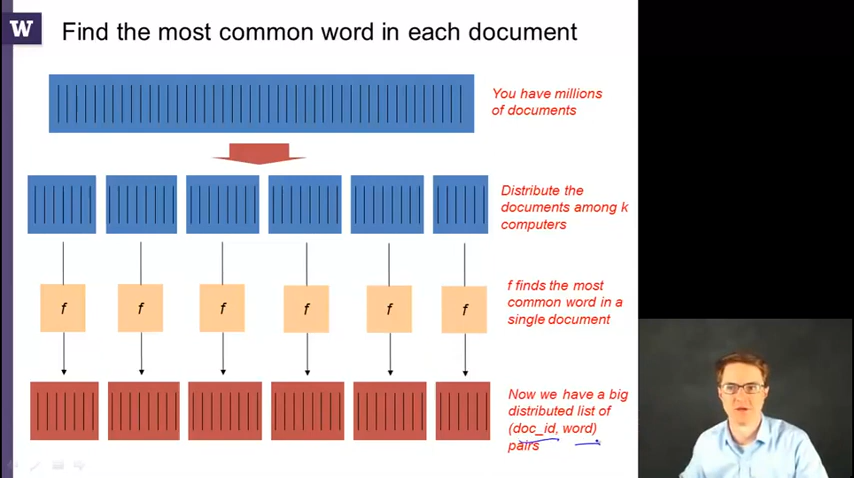 W
Find the most common word in each document
You have millions
of documents
Distribute the
documents among k
computers
f finds the most
common word in a
single document
f f f f f f
Now we have a big
distributed list of
(doc_id, word)
pairs